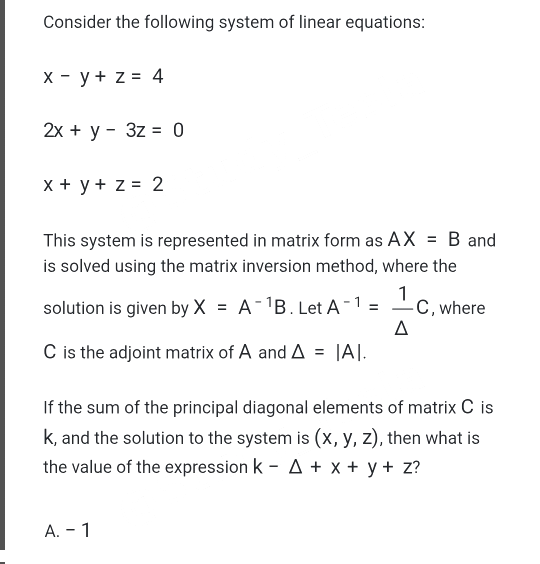 Consider the following system of linear equations:
x - y + z = 4
2x + y - 3z = 0
x + y + z = 2
This system is represented in matrix form as AX = B and
is solved using the matrix inversion method, where the
solution is given by X = A⁻¹B. Let A⁻¹ = 1/Δ C, where
C is the adjoint matrix of A and Δ = |A|.
If the sum of the principal diagonal elements of matrix C is
k, and the solution to the system is (x, y, z), then what is
the value of the expression k - Δ + x + y + z?
A. - 1